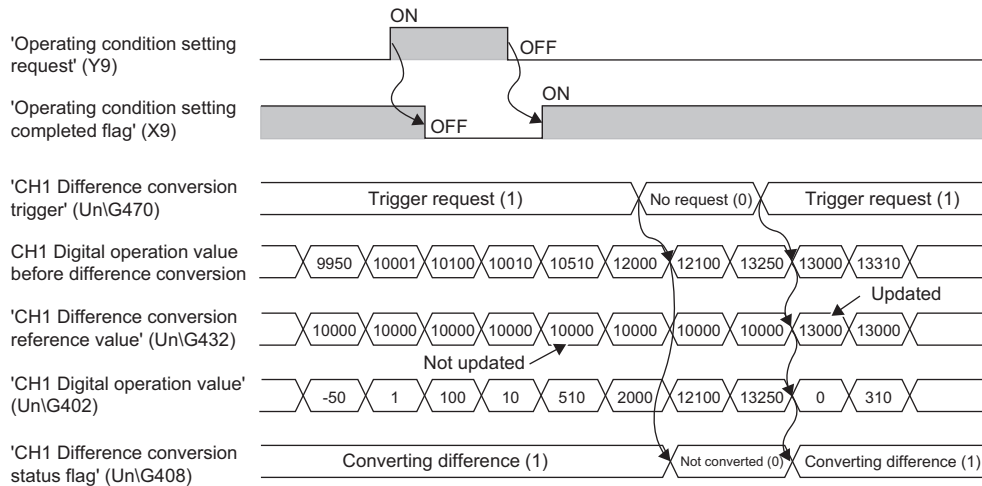 ON
'Operating condition setting
request' (Y9)
OFF
ON
'Operating condition setting
completed flag' (X9)
OFF
'CH1 Difference conversion
trigger' (Un\G470)
Trigger request (1) No request (0) Trigger request (1)
CH1 Digital operation value
before difference conversion
9950 10001 10100 10010 10510 12000 12100 13250 13000 13310
Updated
'CH1 Difference conversion
reference value' (Un\G432)
10000 10000 10000 10000 10000 10000 10000 10000 13000 13000
Not updated
'CH1 Digital operation value'
(Un\G402)
-50 1 100 10 510 2000 12100 13250 0 310
'CH1 Difference conversion
status flag' (Un\G408)
Converting difference (1) Not converted (0) Converting difference (1)